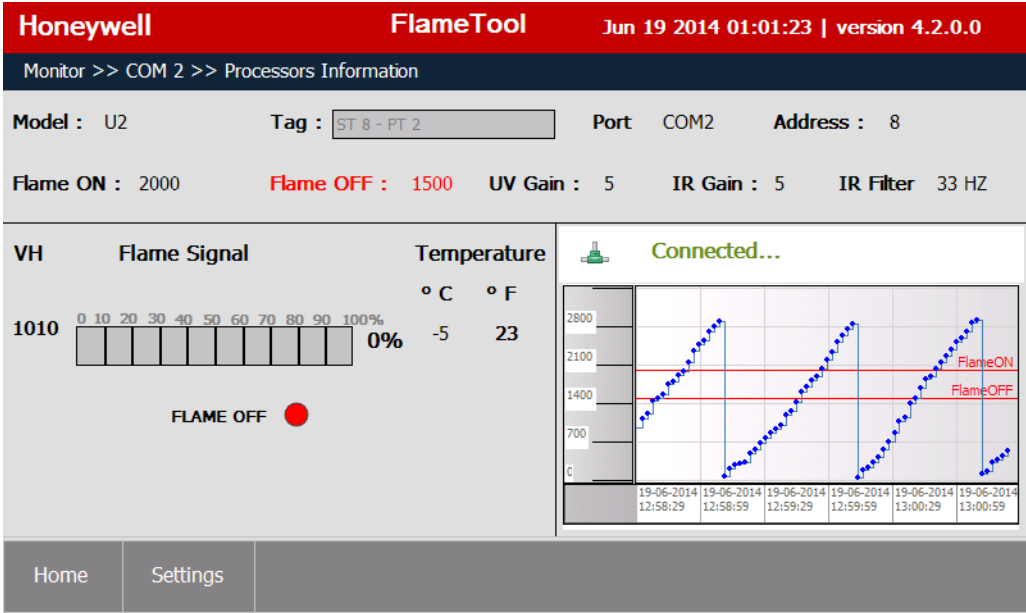 Honeywell FlameTool Jun 19 2014 01:01:23 | version 4.2.0.0
Monitor >> COM 2 >> Processors Information
Model : U2 Tag : ST 8 - PT 2 Port COM2 Address : 8
Flame ON : 2000 Flame OFF : 1500 UV Gain : 5 IR Gain : 5 IR Filter 33 HZ
VH Flame Signal Temperature
º C º F
1010 0 10 20 30 40 50 60 70 80 90 100% 0% -5 23
FLAME OFF
Connected...
2800
2100
FlameON
1400
FlameOFF
700
0
19-06-2014 19-06-2014 19-06-2014 19-06-2014 19-06-2014 19-06-2014
12:58:29 12:58:59 12:59:29 12:59:59 13:00:29 13:00:59
Home Settings